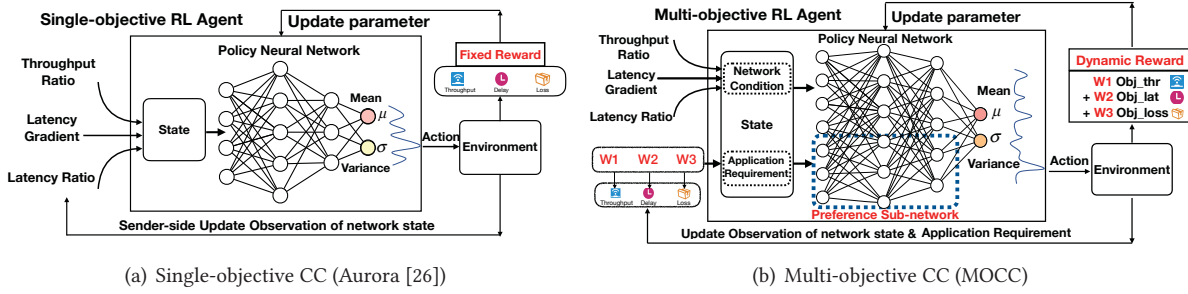 Single-objective RL Agent
Update parameter
Policy Neural Network
Fixed Reward
Throughput
Delay
Loss
Throughput
Ratio
Latency
Gradient
Latency Ratio
State
Mean
μ
σ
Variance
Action
Environment
Sender-side Update Observation of network state
(a) Single-objective CC (Aurora [26])
Multi-objective RL Agent
Update parameter
Policy Neural Network
Throughput
Ratio
Latency
Gradient
Latency Ratio
Network
Condition
State
Application
Requirement
W1 W2 W3
Throughput
Delay
Loss
Preference Sub-network
Mean
μ
σ
Variance
Action
Dynamic Reward
W1 Obj_thr
+ W2 Obj_lat
+ W3 Obj_loss
Environment
Update Observation of network state & Application Requirement
(b) Multi-objective CC (MOCC)